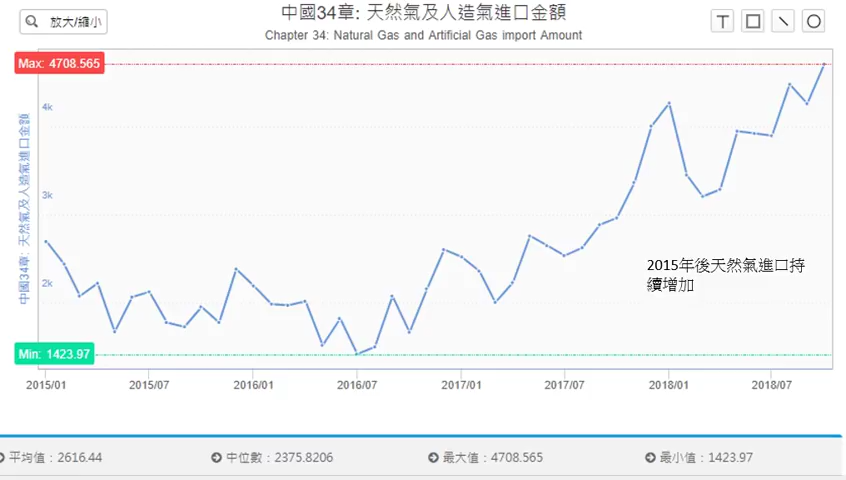 放大/縮小
中國34章: 天然氣及人造氣進口金額
Chapter 34: Natural Gas and Artificial Gas import Amount
T
Max: 4708.565
4k
3k
2k
中國34章: 天然氣及人造氣進口金額
2015年後天然氣進口持
續增加
Min: 1423.97
2015/01
2015/07
2016/01
2016/07
2017/01
2017/07
2018/01
2018/07
平均值：2616.44
中位數：2375.8206
最大值：4708.565
最小值：1423.97